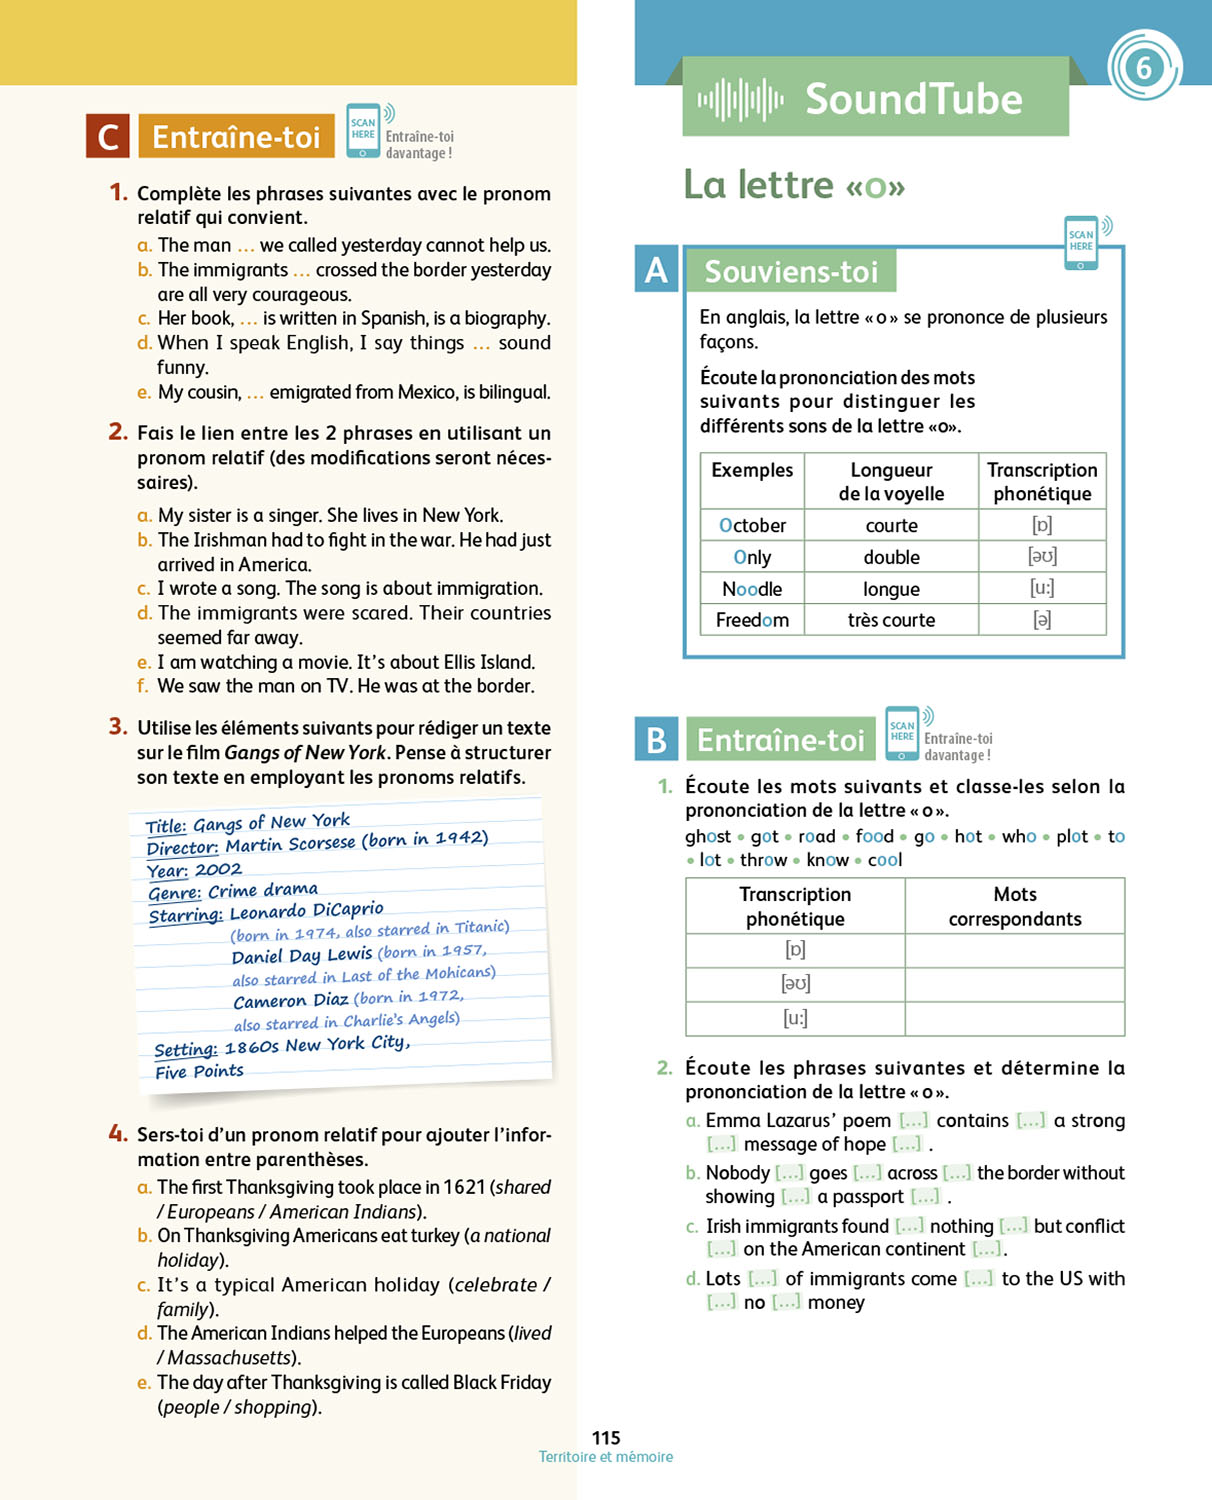 C Entraîne-toi
SCAN
HERE
Entraîne-toi
davantage !
1. Complète les phrases suivantes avec le pronom
relatif qui convient.
a. The man ... we called yesterday cannot help us.
b. The immigrants ... crossed the border yesterday
are all very courageous.
c. Her book, ... is written in Spanish, is a biography.
d. When I speak English, I say things ... sound
funny.
e. My cousin, ... emigrated from Mexico, is bilingual.
2. Fais le lien entre les 2 phrases en utilisant un
pronom relatif (des modifications seront néces-
saires).
a. My sister is a singer. She lives in New York.
b. The Irishman had to fight in the war. He had just
arrived in America.
c. I wrote a song. The song is about immigration.
d. The immigrants were scared. Their countries
seemed far away.
e. I am watching a movie. It's about Ellis Island.
f. We saw the man on TV. He was at the border.
3. Utilise les éléments suivants pour rédiger un texte
sur le film Gangs of New York. Pense à structurer
son texte en employant les pronoms relatifs.
Title: Gangs of New York
Director: Martin Scorsese (born in 1942)
Year: 2002
Genre: Crime drama
Starring: Leonardo DiCaprio
(born in 1974, also starred in Titanic)
Daniel Day Lewis (born in 1957,
also starred in Last of the Mohicans)
Cameron Diaz (born in 1972,
also starred in Charlie's Angels)
Setting: 1860s New York City,
Five Points
4. Sers-toi d'un pronom relatif pour ajouter l'infor-
mation entre parenthèses.
a. The first Thanksgiving took place in 1621 (shared
/ Europeans / American Indians).
b. On Thanksgiving Americans eat turkey (a national
holiday).
c. It's a typical American holiday (celebrate /
family).
d. The American Indians helped the Europeans (lived
/ Massachusetts).
e. The day after Thanksgiving is called Black Friday
(people / shopping).
6
SoundTube
La lettre «o»
SCAN
HERE
A Souviens-toi
En anglais, la lettre « o » se prononce de plusieurs
façons.
Écoute la prononciation des mots
suivants pour distinguer les
différents sons de la lettre «o».
Exemples Longueur de la voyelle Transcription phonétique
October courte [ɒ]
Only double [əʊ]
Noodle longue [u:]
Freedom très courte [ə]
B Entraîne-toi
SCAN
HERE
Entraîne-toi
davantage !
1. Écoute les mots suivants et classe-les selon la
prononciation de la lettre « o ».
ghost • got • road • food • go • hot • who • plot • to
• lot • throw • know • cool
Transcription phonétique Mots correspondants
[ɒ]
[əʊ]
[u:]
2. Écoute les phrases suivantes et détermine la
prononciation de la lettre « o ».
a. Emma Lazarus' poem [...] contains [...] a strong
[...] message of hope [...] .
b. Nobody [...] goes [...] across [...] the border without
showing [...] a passport [...] .
c. Irish immigrants found [...] nothing [...] but conflict
[...] on the American continent [...].
d. Lots [...] of immigrants come [...] to the US with
[...] no [...] money
115
Territoire et mémoire